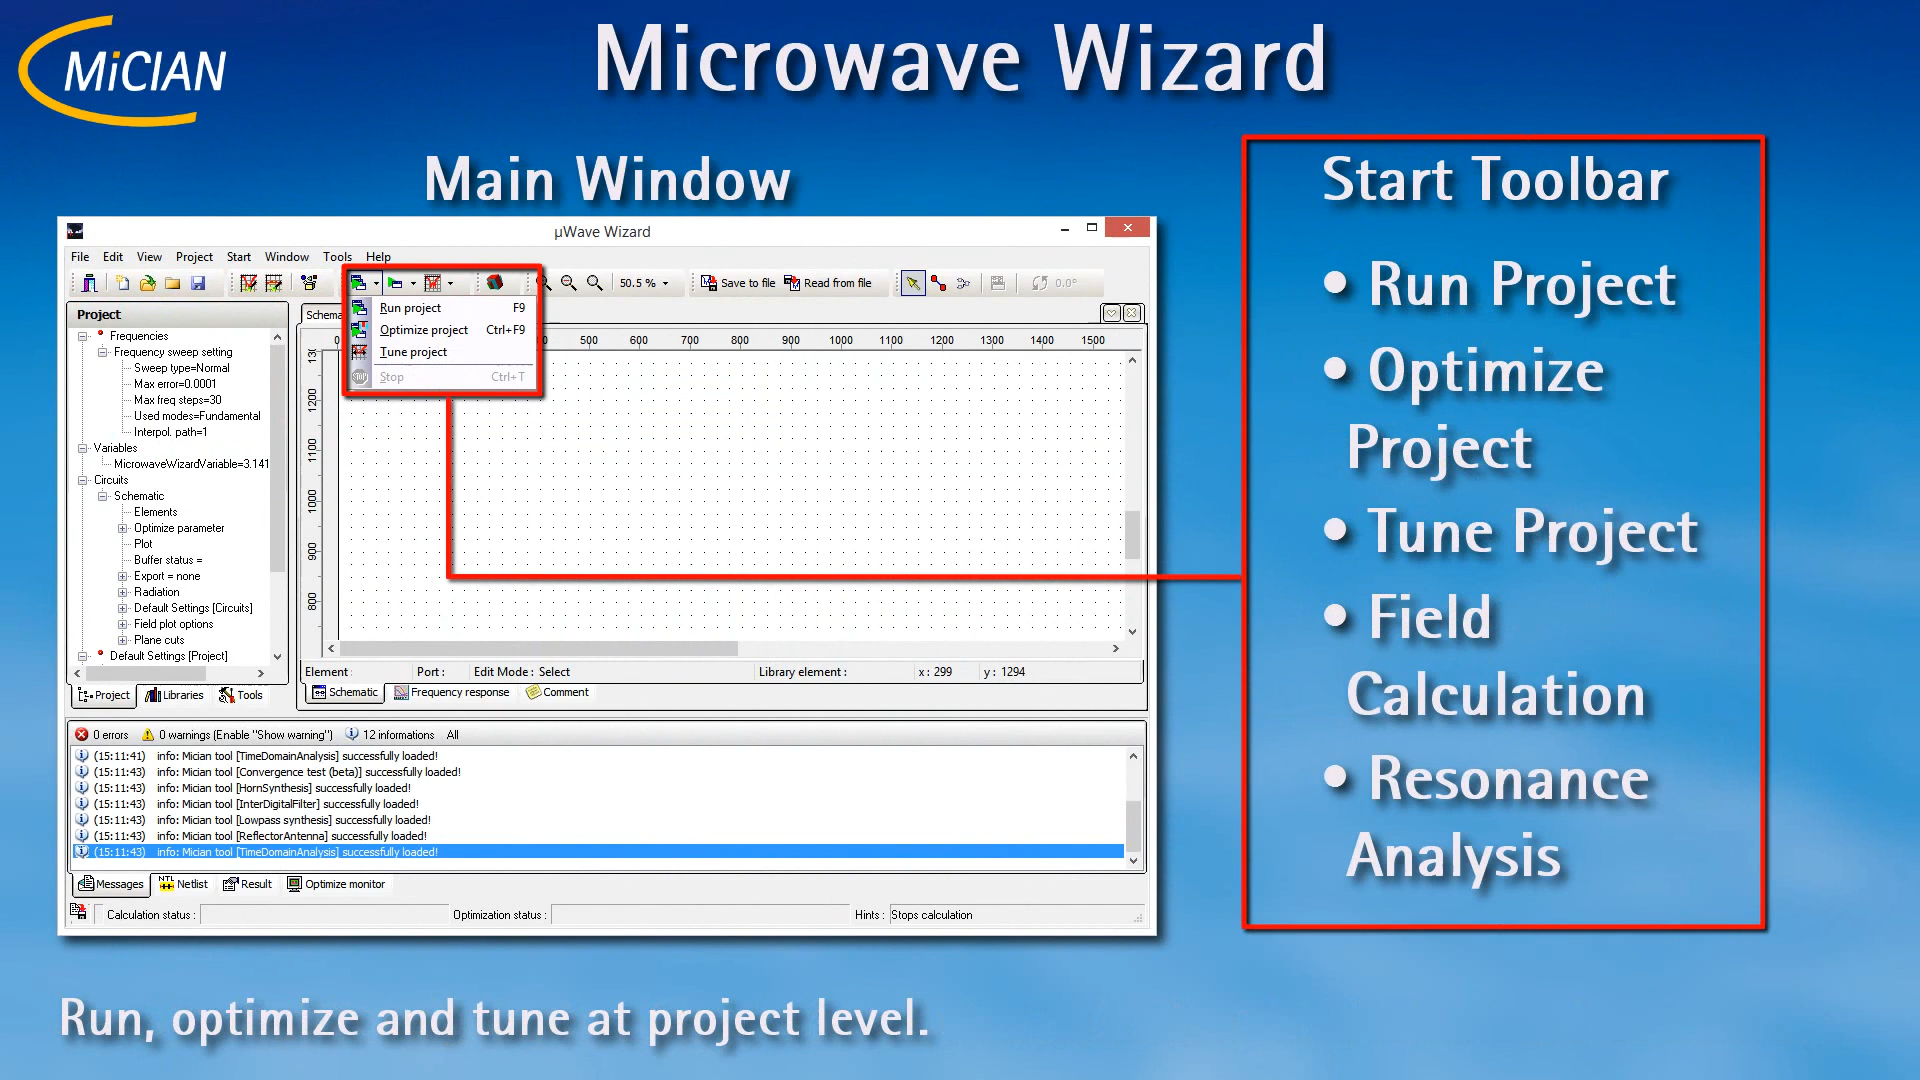 MiCIAN
Microwave Wizard
Main Window
µWave Wizard
File Edit View Project Start Window Tools Help
50.5 % Save to file Read from file 0.0°
Run project F9
Optimize project Ctrl+F9
Tune project
Stop Ctrl+T
Project
Frequencies
Frequency sweep setting
Sweep type=Normal
Max error=0.0001
Max freq steps=30
Used modes=Fundamental
Interpol. path=1
Variables
MicrowaveWizardVariable=3.141
Circuits
Schematic
Elements
Optimize parameter
Plot
Buffer status =
Export = none
Radiation
Default Settings [Circuits]
Field plot options
Plane cuts
Default Settings [Project]
Project Libraries Tools
Schema
0 500 600 700 800 900 1000 1100 1200 1300 1400 1500
130
1200
1100
1000
900
800
Element : Port : Edit Mode : Select Library element : x : 299 y : 1294
Schematic Frequency response Comment
0 errors 0 warnings (Enable "Show warning") 12 informations All
(15:11:41) info: Mician tool [TimeDomainAnalysis] successfully loaded!
(15:11:43) info: Mician tool [Convergence test (beta)] successfully loaded!
(15:11:43) info: Mician tool [HornSynthesis] successfully loaded!
(15:11:43) info: Mician tool [InterDigitalFilter] successfully loaded!
(15:11:43) info: Mician tool [Lowpass synthesis] successfully loaded!
(15:11:43) info: Mician tool [ReflectorAntenna] successfully loaded!
(15:11:43) info: Mician tool [TimeDomainAnalysis] successfully loaded!
Messages NTL Netlist Result Optimize monitor
Calculation status : Optimization status : Hints : Stops calculation
Start Toolbar
• Run Project
• Optimize
Project
• Tune Project
• Field
Calculation
• Resonance
Analysis
Run, optimize and tune at project level.